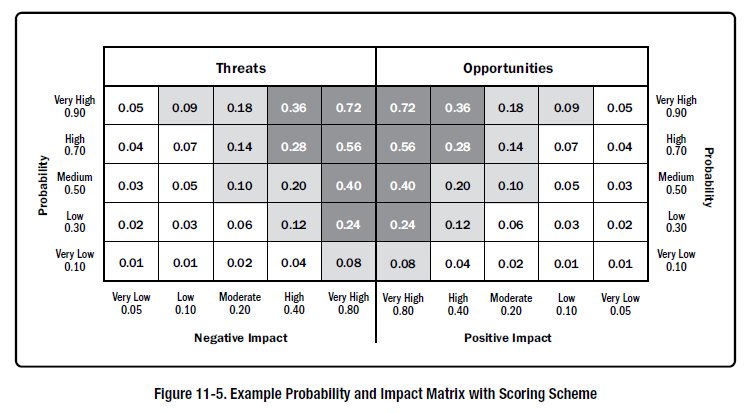 Threats Opportunities
Very High 0.90 0.05 0.09 0.18 0.36 0.72 0.72 0.36 0.18 0.09 0.05 Very High 0.90
High 0.70 0.04 0.07 0.14 0.28 0.56 0.56 0.28 0.14 0.07 0.04 High 0.70
Medium 0.50 0.03 0.05 0.10 0.20 0.40 0.40 0.20 0.10 0.05 0.03 Medium 0.50
Low 0.30 0.02 0.03 0.06 0.12 0.24 0.24 0.12 0.06 0.03 0.02 Low 0.30
Very Low 0.10 0.01 0.01 0.02 0.04 0.08 0.08 0.04 0.02 0.01 0.01 Very Low 0.10
Probability
Probability
Very Low Low Moderate High Very High Very High High Moderate Low Very Low
0.05 0.10 0.20 0.40 0.80 0.80 0.40 0.20 0.10 0.05
Negative Impact Positive Impact
Figure 11-5. Example Probability and Impact Matrix with Scoring Scheme